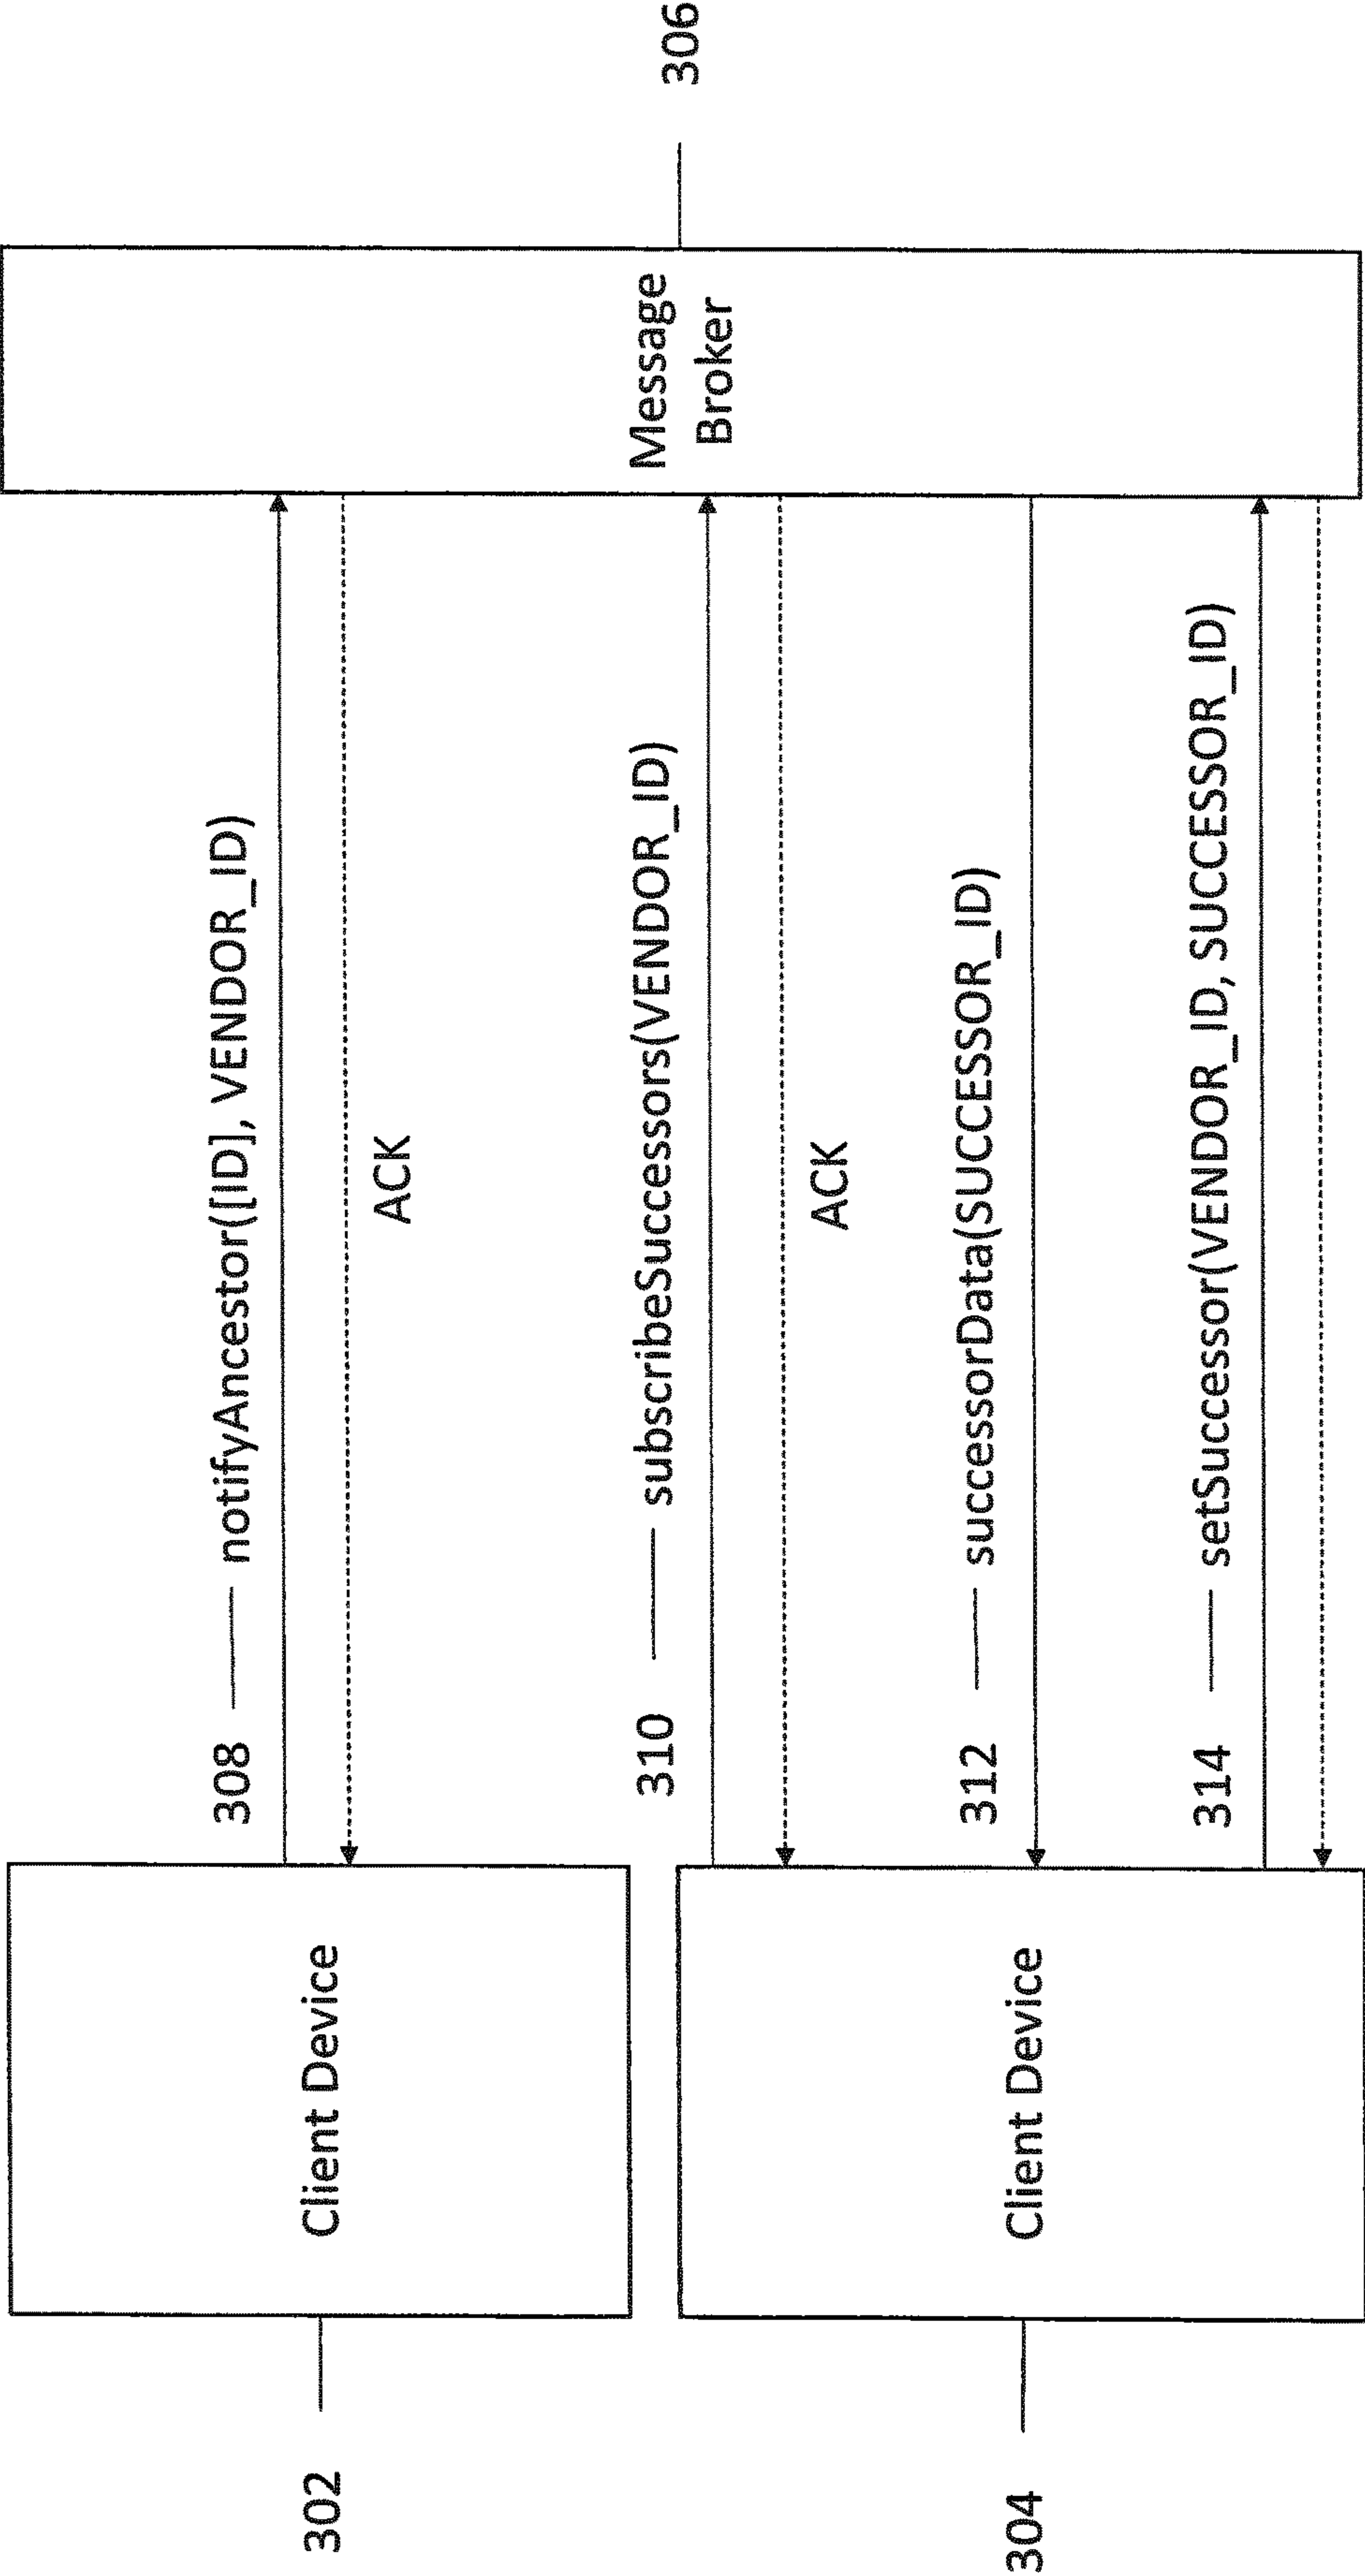 302
Client Device
308
notifyAncestor([ID], VENDOR_ID)
ACK
304
Client Device
310
subscribeSuccessors(VENDOR_ID)
ACK
312
successorData(SUCCESSOR_ID)
314
setSuccessor(VENDOR_ID, SUCCESSOR_ID)
Message
Broker
306